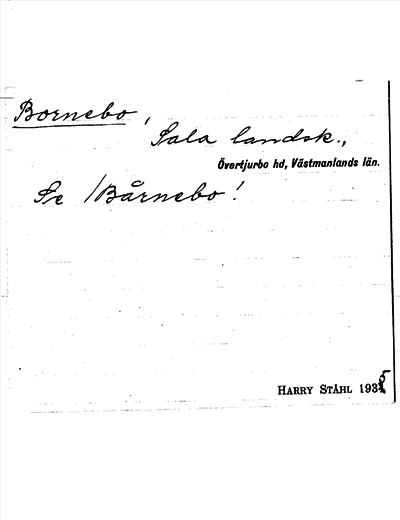 Bornebo,
Sala landsk.,
Övertjurbo hd, Västmanlands län.
Se /Bårnebo!
HARRY STÅHL 1935